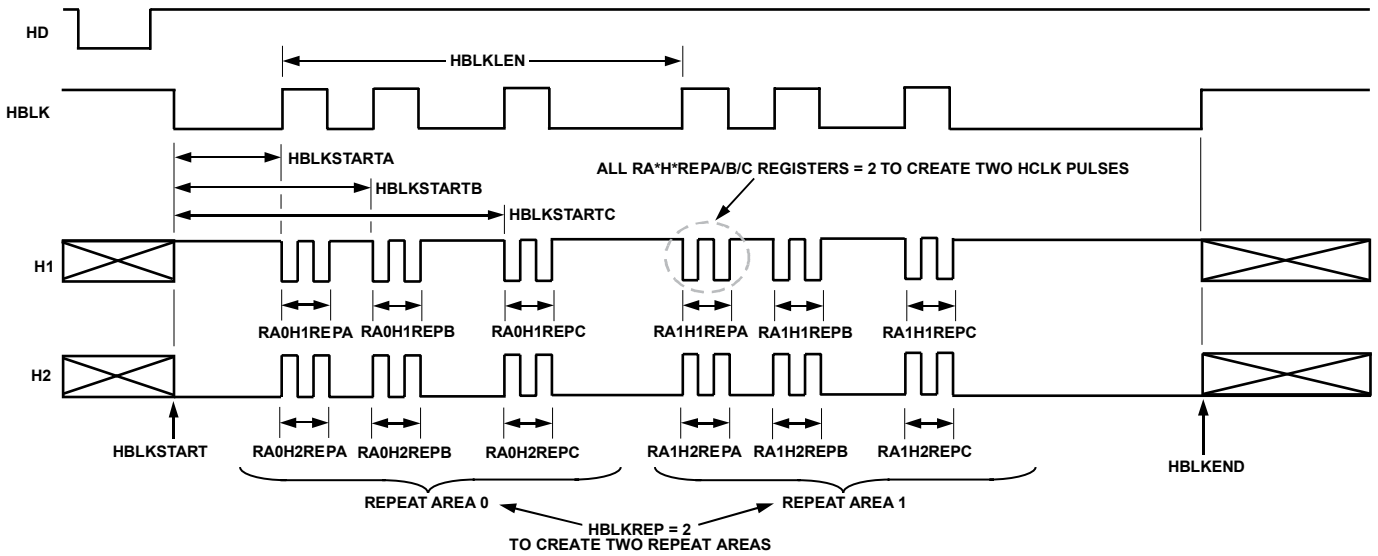 HD
HBLKLEN
HBLK
HBLKSTARTA
ALL RA*H*REPA/B/C REGISTERS = 2 TO CREATE TWO HCLK PULSES
HBLKSTARTB
HBLKSTARTC
H1
RA0H1REPA RA0H1REPB RA0H1REPC RA1H1REPA RA1H1REPB RA1H1REPC
H2
HBLKSTART RA0H2REPA RA0H2REPB RA0H2REPC RA1H2REPA RA1H2REPB RA1H2REPC
HBLKEND
REPEAT AREA 0 REPEAT AREA 1
HBLKREP = 2
TO CREATE TWO REPEAT AREAS